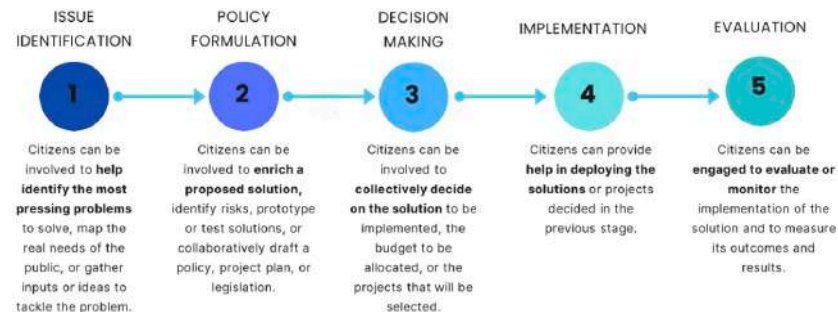 ISSUE
IDENTIFICATION
1
Citizens can be
involved to help
identify the most
pressing problems
to solve, map the
real needs of the
public, or gather
inputs or ideas to
tackle the problem.
POLICY
FORMULATION
2
Citizens can be
involved to enrich a
proposed solution,
identify risks, prototype
or test solutions, or
collaboratively draft a
policy, project plan, or
legislation.
DECISION
MAKING
3
Citizens can be
involved to
collectively decide
on the solution to be
implemented, the
budget to be
allocated, or the
projects that will be
selected.
IMPLEMENTATION
4
Citizens can provide
help in deploying the
solutions or projects
decided in the
previous stage.
EVALUATION
5
Citizens can be
engaged to evaluate or
monitor the
implementation of the
solution and to measure
its outcomes and
results.